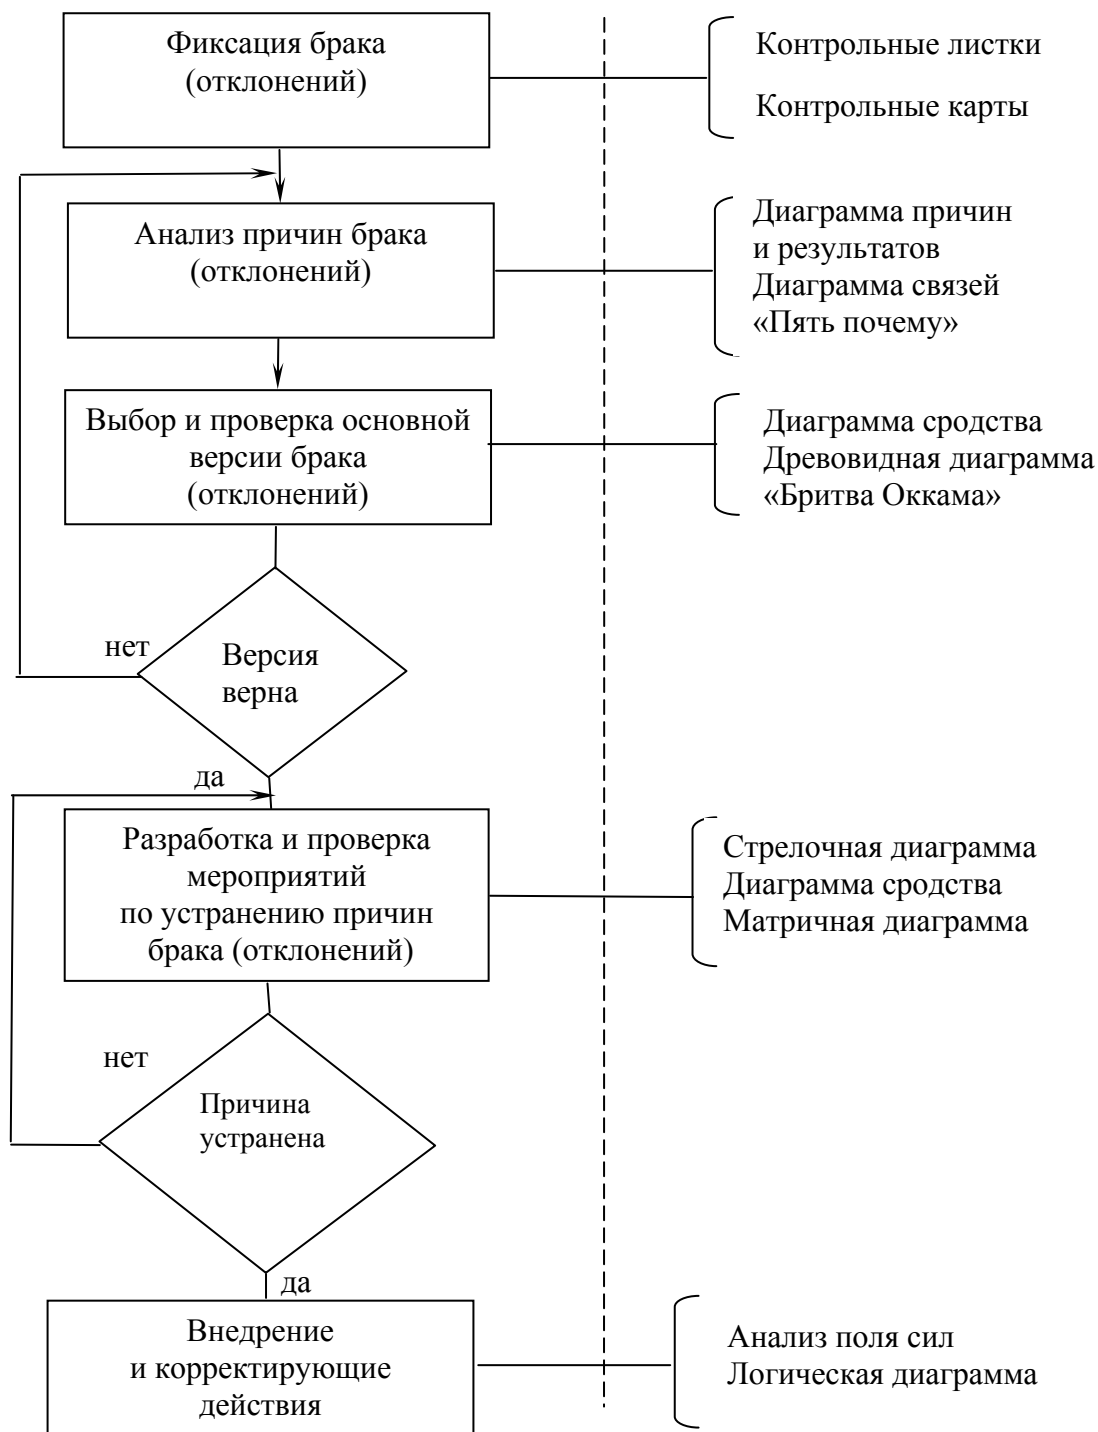 Фиксация брака
(отклонений)
Контрольные листки
Контрольные карты
Анализ причин брака
(отклонений)
Диаграмма причин
и результатов
Диаграмма связей
«Пять почему»
Выбор и проверка основной
версии брака
(отклонений)
Диаграмма сродства
Древовидная диаграмма
«Бритва Оккама»
нет
Версия
верна
да
Разработка и проверка
мероприятий
по устранению причин
брака (отклонений)
Стрелочная диаграмма
Диаграмма сродства
Матричная диаграмма
нет
Причина
устранена
да
Внедрение
и корректирующие
действия
Анализ поля сил
Логическая диаграмма